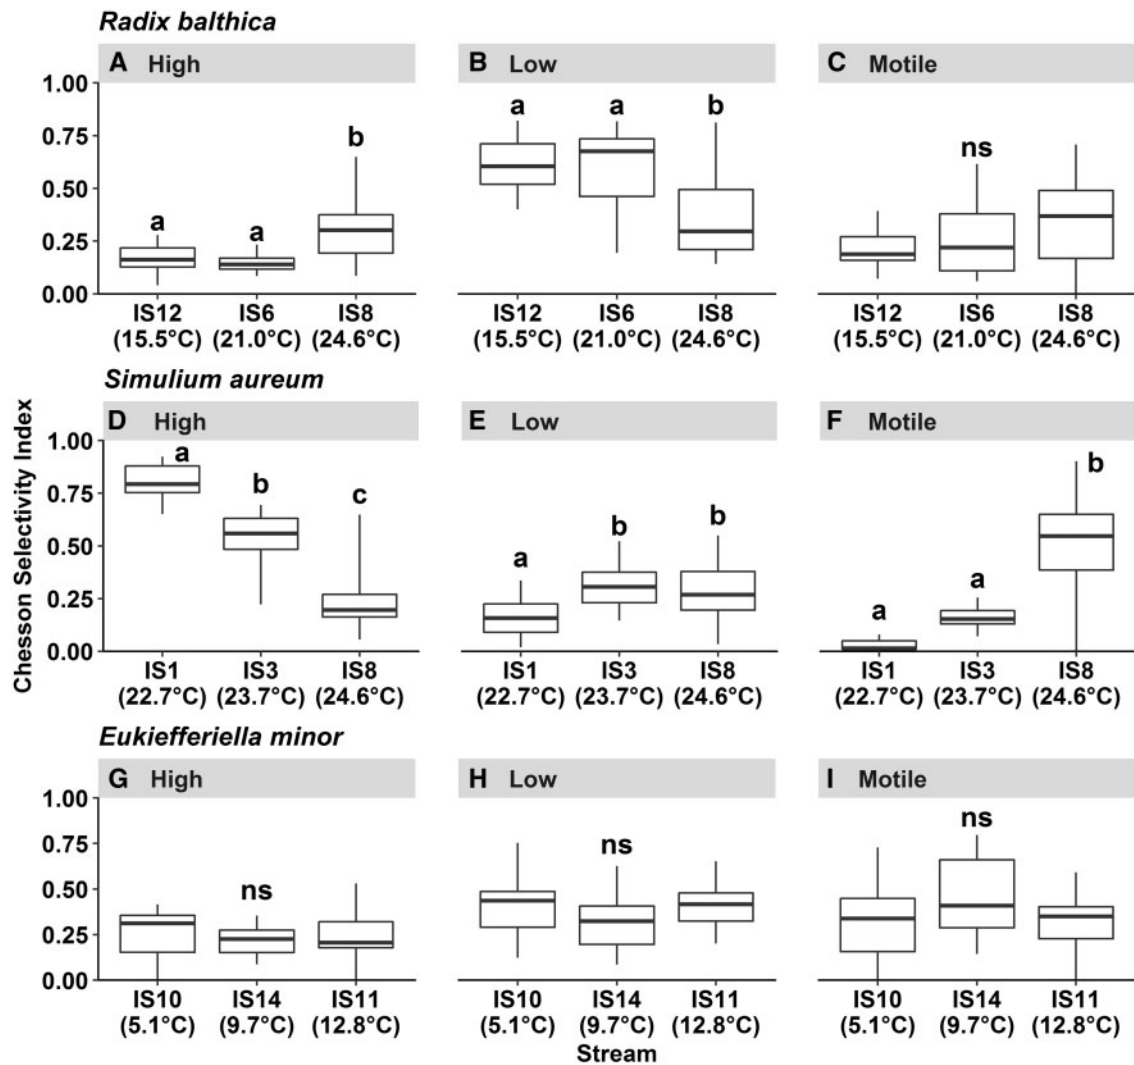 Radix balthica
A High B Low C Motile
1.00
0.75
0.50
0.25
0.00
a a b
a a b
ns
IS12 IS6 IS8 IS12 IS6 IS8 IS12 IS6 IS8
(15.5°C) (21.0°C) (24.6°C) (15.5°C) (21.0°C) (24.6°C) (15.5°C) (21.0°C) (24.6°C)
Simulium aureum
D High E Low F Motile
Chesson Selectivity Index
1.00
0.75
0.50
0.25
0.00
a b c
a b b
a a b
IS1 IS3 IS8 IS1 IS3 IS8 IS1 IS3 IS8
(22.7°C) (23.7°C) (24.6°C) (22.7°C) (23.7°C) (24.6°C) (22.7°C) (23.7°C) (24.6°C)
Eukiefferiella minor
G High H Low I Motile
1.00
0.75
0.50
0.25
0.00
ns
ns
ns
IS10 IS14 IS11 IS10 IS14 IS11 IS10 IS14 IS11
(5.1°C) (9.7°C) (12.8°C) (5.1°C) (9.7°C) (12.8°C) (5.1°C) (9.7°C) (12.8°C)
Stream